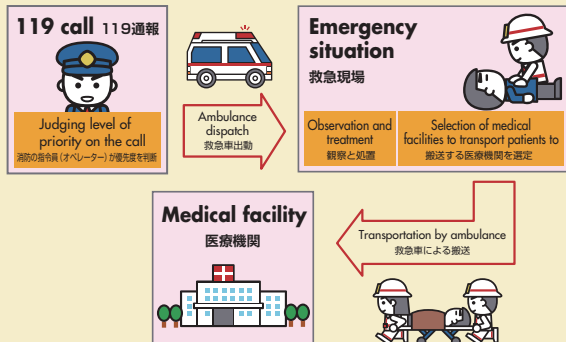 119 call 119通報
Judging level of
priority on the call
消防の指令員（オペレーター）が優先度を判断
Ambulance
dispatch
救急車出動
Emergency
situation
救急現場
Observation and
treatment
観察と処置
Selection of medical
facilities to transport patients to
搬送する医療機関を選定
Transportation by ambulance
救急車による搬送
Medical facility
医療機関